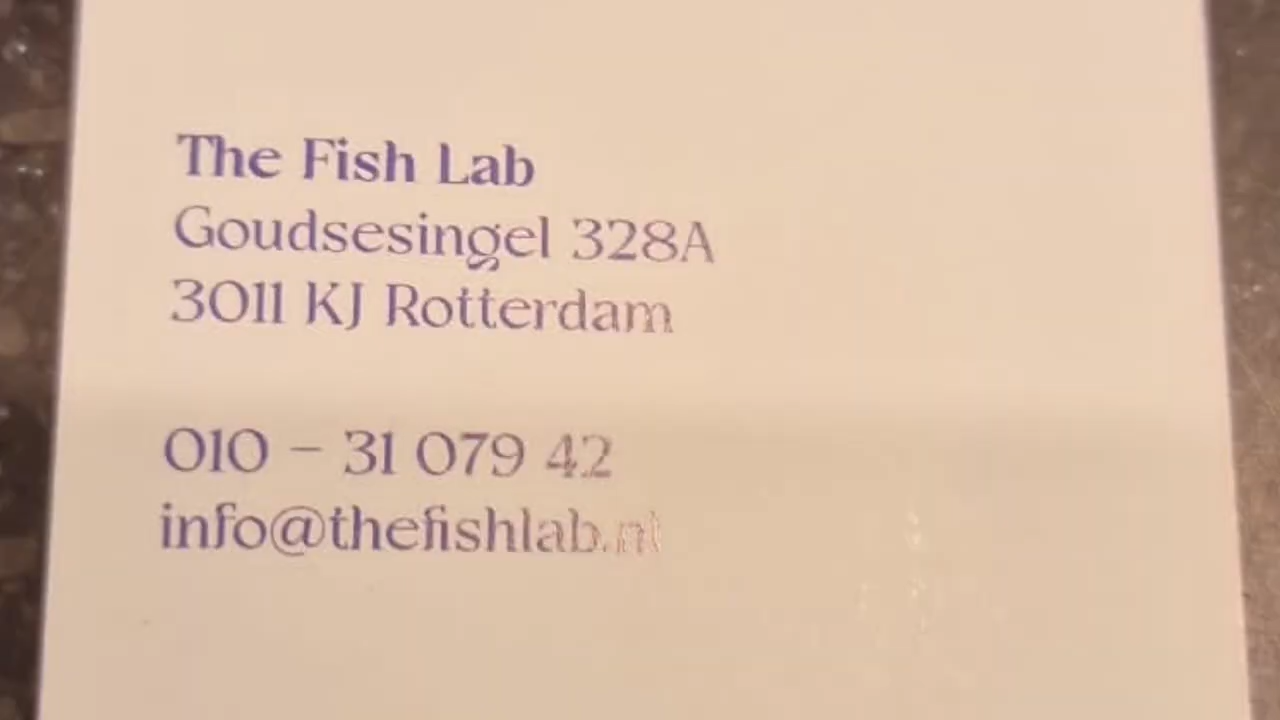 The Fish Lab
Goudsesingel 328A
3011 KJ Rotterdam
010 – 31 079 42
info@thefishlab.nl